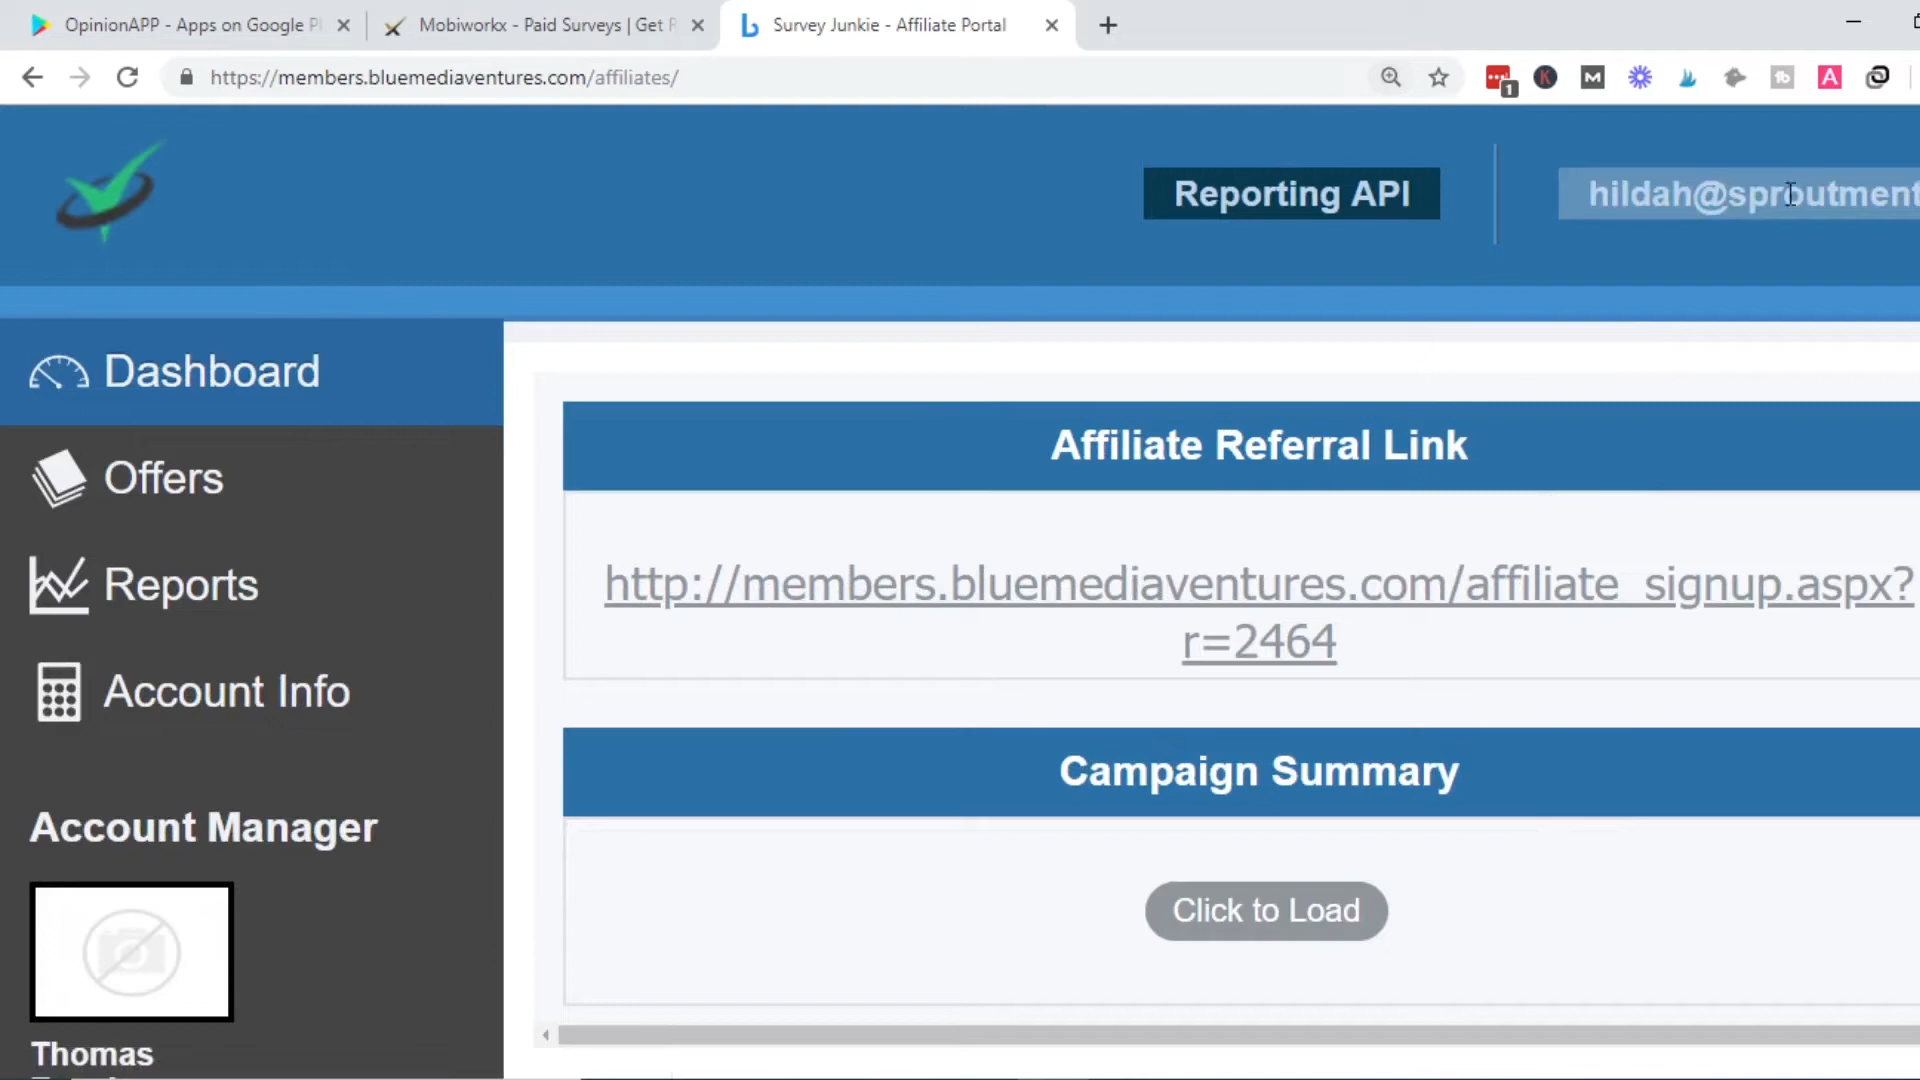 OpinionAPP - Apps on Google Pl
Mobiworkx - Paid Surveys | Get R
Survey Junkie - Affiliate Portal
https://members.bluemediaventures.com/affiliates/
1
Reporting API
hildah@sproutment
Dashboard
Offers
Reports
Account Info
Account Manager
Thomas
Affiliate Referral Link
http://members.bluemediaventures.com/affiliate_signup.aspx?
r=2464
Campaign Summary
Click to Load